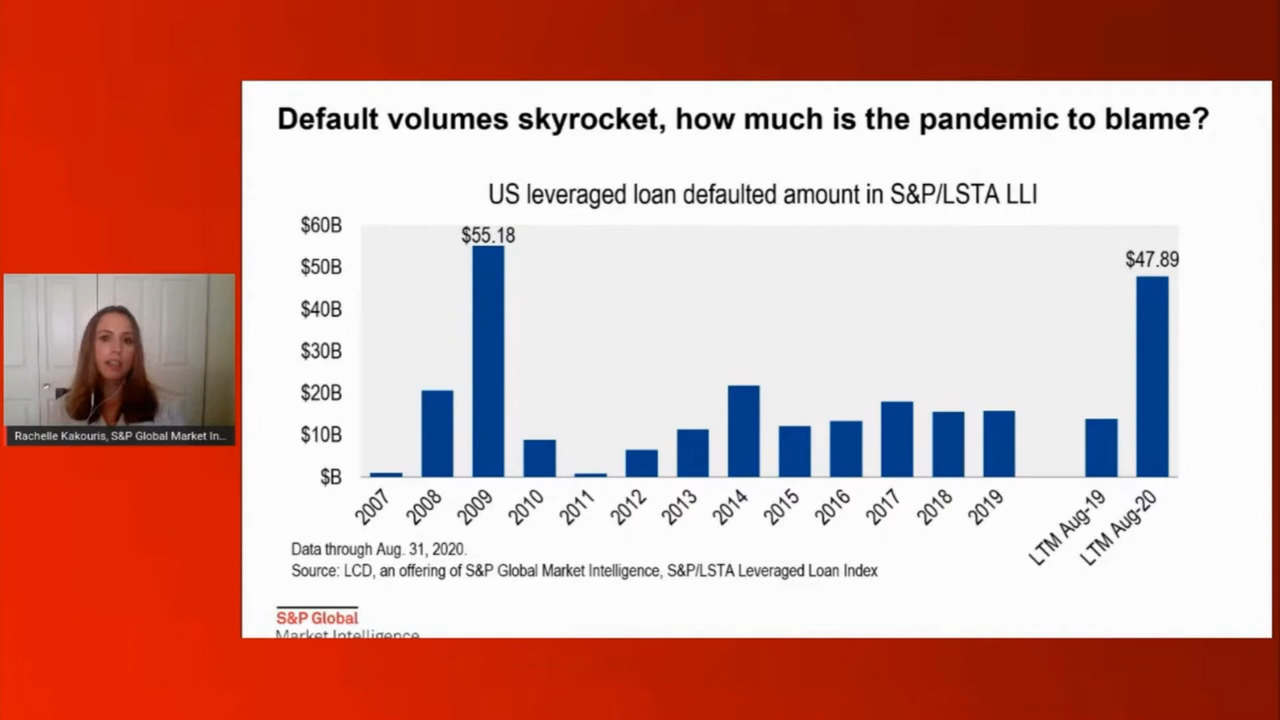 Default volumes skyrocket, how much is the pandemic to blame?
US leveraged loan defaulted amount in S&P/LSTA LLI
$60B
$50B
$40B
$30B
$20B
$10B
$B
$55.18
$47.89
2007
2008
2009
2010
2011
2012
2013
2014
2015
2016
2017
2018
2019
LTM Aug-19
LTM Aug-20
Data through Aug. 31, 2020.
Source: LCD, an offering of S&P Global Market Intelligence, S&P/LSTA Leveraged Loan Index
S&P Global
Market Intelligence
Rachelle Kakouris, S&P Global Market In...